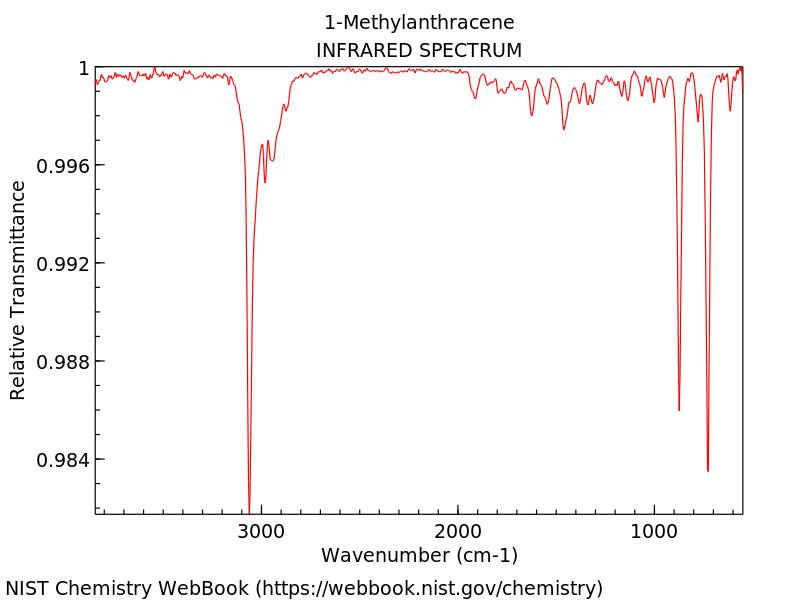 1-Methylanthracene
INFRARED SPECTRUM
1
0.996
0.992
0.988
0.984
Relative Transmittance
3000 2000 1000
Wavenumber (cm-1)
NIST Chemistry WebBook (https://webbook.nist.gov/chemistry)